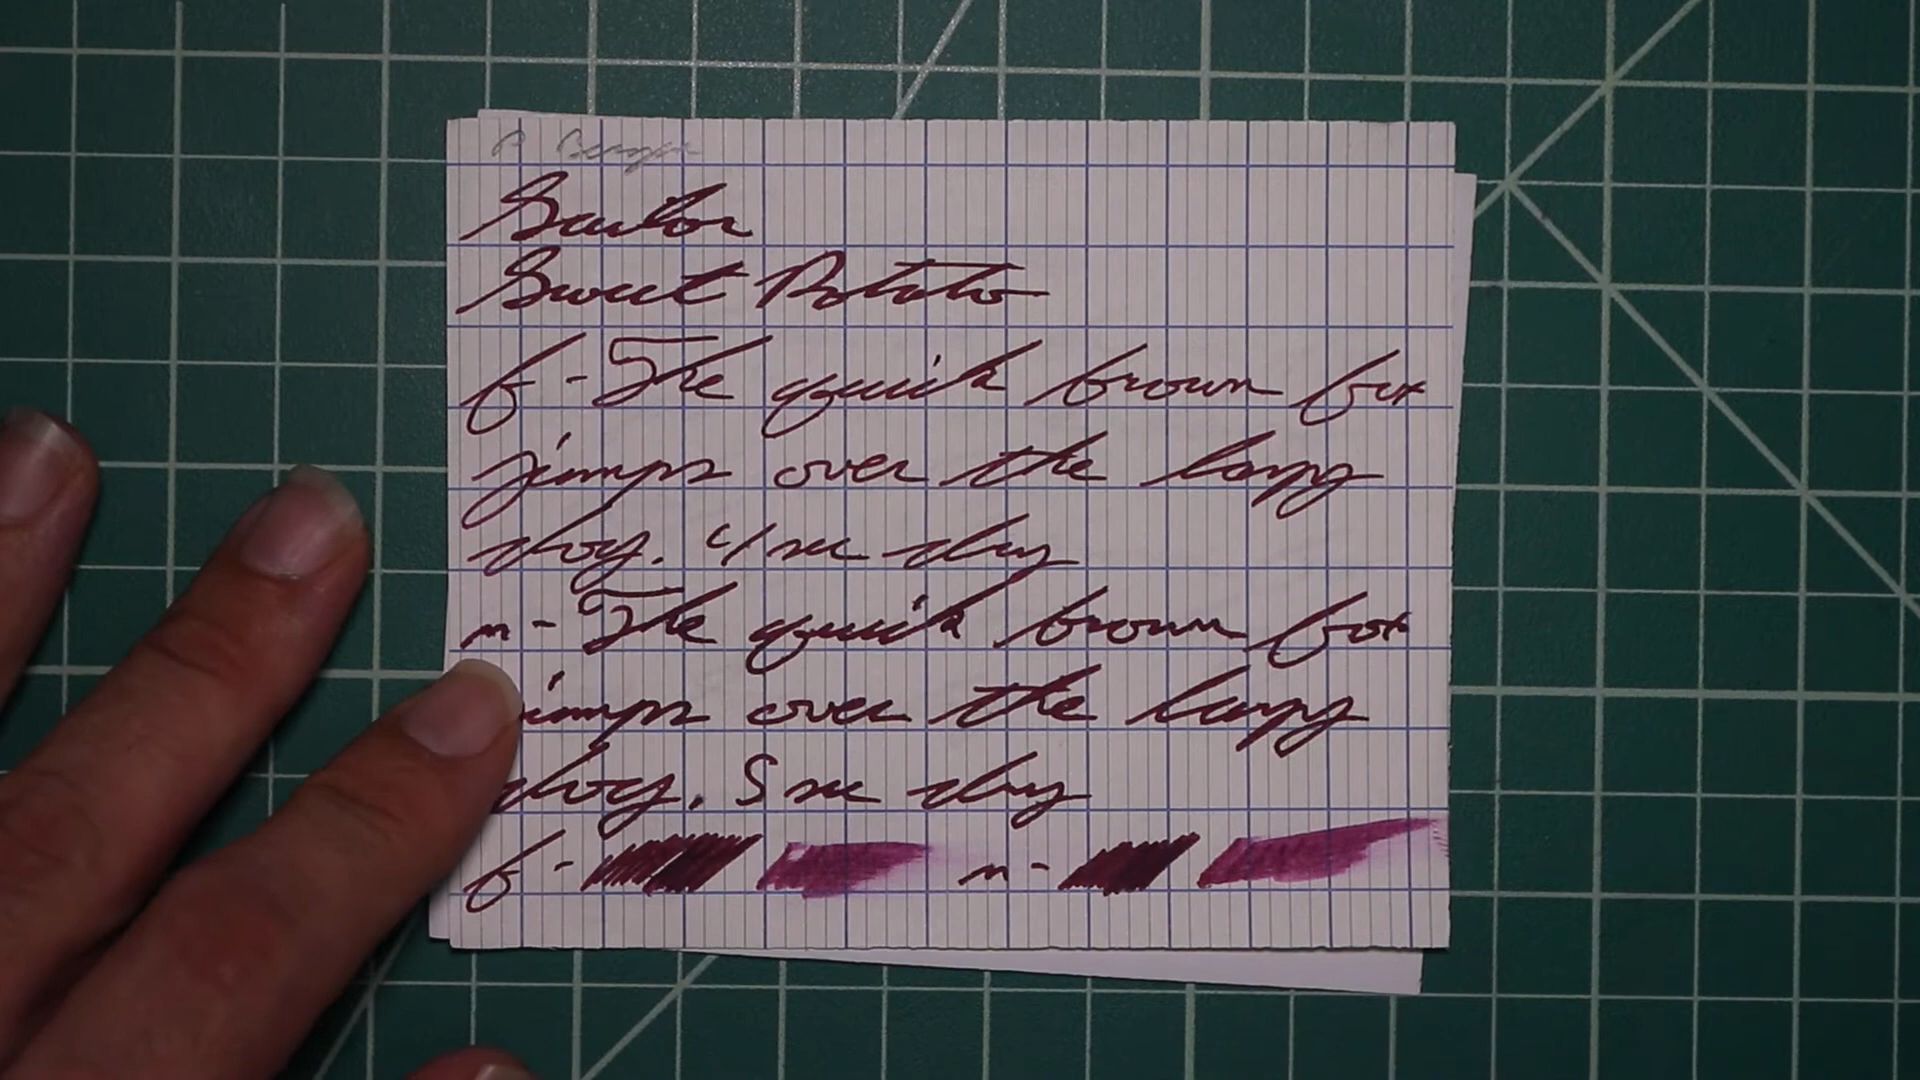 Sailor
Sweet Potato
f - The quick brown fox
jumps over the lazy
dog. 4 sec dry
m - The quick brown fox
jumps over the lazy
dog. 5 sec dry
f - m -